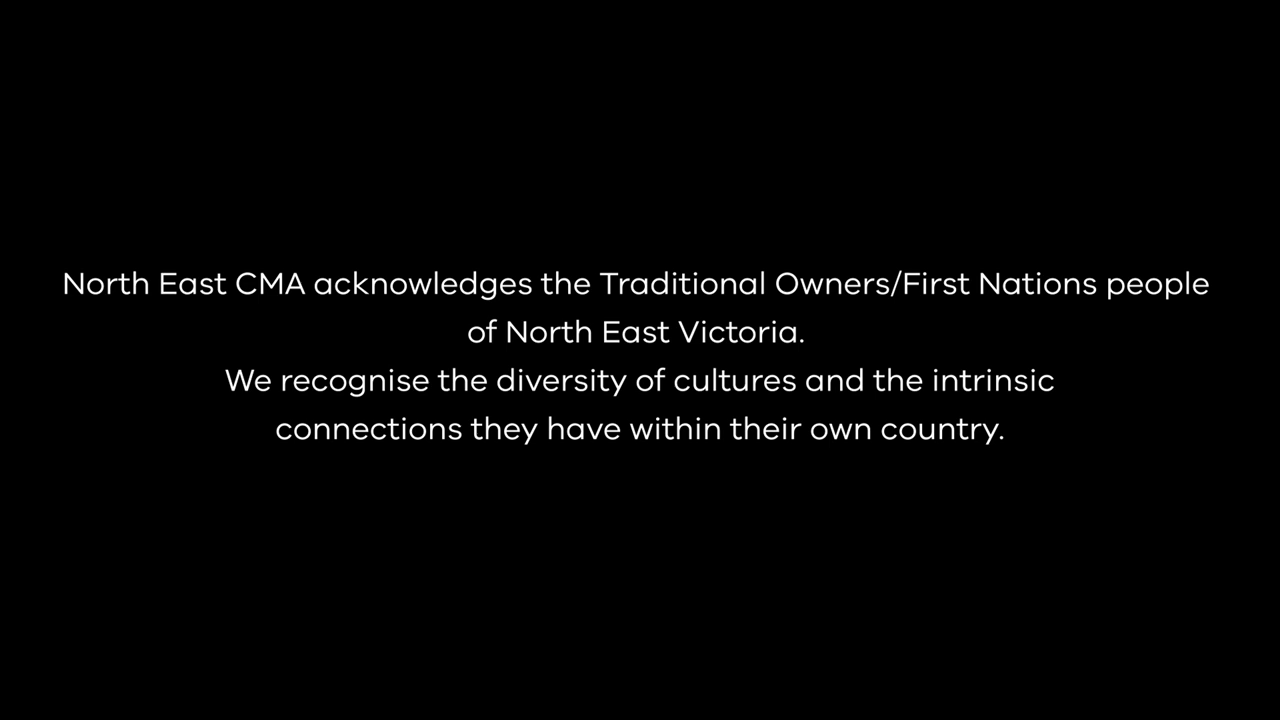 North East CMA acknowledges the Traditional Owners/First Nations people
of North East Victoria.
We recognise the diversity of cultures and the intrinsic
connections they have within their own country.